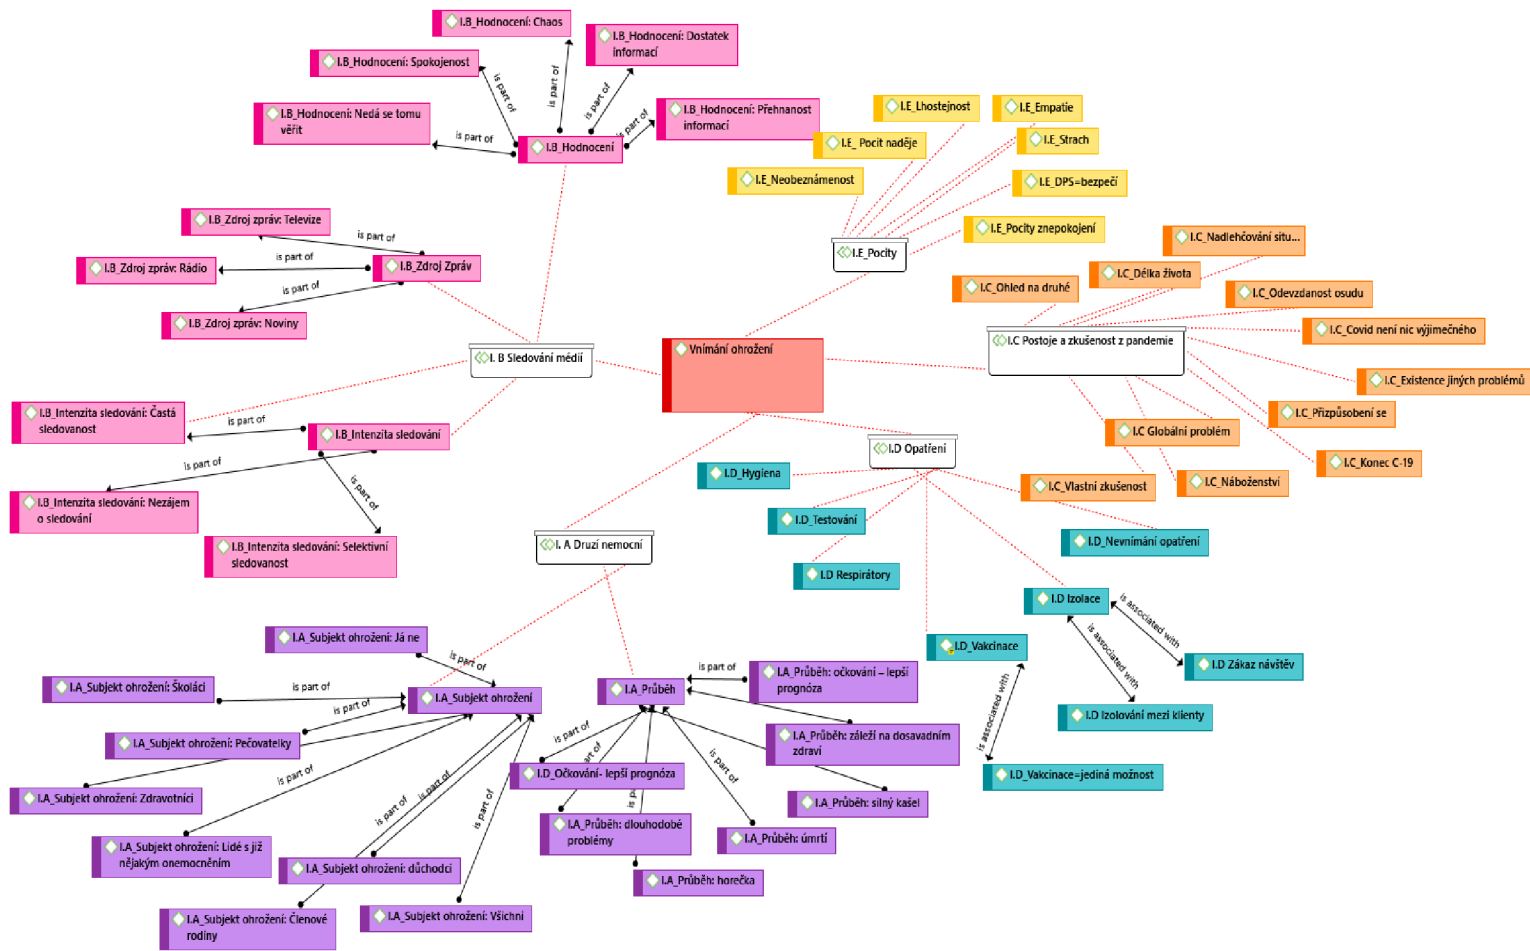 I.B_Hodnocení: Chaos
I.B_Hodnocení: Dostatek
informací
I.B_Hodnocení: Spokojenost
is part of
is part of
is part of
I.B_Hodnocení: Nedá se tomu
věřit
is part of
I.B_Hodnocení
is part of
I.B_Hodnocení: Přehnanost
informací
I.E_Lhostejnost
I.E_Empatie
I.E_ Pocit naděje
I.E_Strach
I.E_Neobeznámenost
I.E_DPS=bezpečí
I.E_Pocity znepokojení
I.E_Pocity
I.B_Zdroj zpráv: Televize
is part of
I.B_Zdroj zpráv: Rádio
is part of
I.B_Zdroj Zpráv
is part of
I.B_Zdroj zpráv: Noviny
I.C_Nadlehčování situ...
I.C_Délka života
I.C_Ohled na druhé
I.C_Odevzdanost osudu
I.C_Covid není nic výjimečného
I.C Postoje a zkušenost z pandemie
I. B Sledování médií
Vnímání ohrožení
I.C_Existence jiných problémů
I.C_Přizpůsobení se
I.C Globální problém
I.C_Konec C-19
I.C_Náboženství
I.C_Vlastní zkušenost
I.B_Intenzita sledování: Častá
sledovanost
is part of
I.B_Intenzita sledování
is part of
I.B_Intenzita sledování: Nezájem
o sledování
is part of
I.B_Intenzita sledování: Selektivní
sledovanost
I.D Opatření
I.D_Hygiena
I.D_Testování
I.D Respirátory
I.D_Nevnímání opatření
I. A Druzí nemocní
I.D Izolace
is associated with
is associated with
I.D_Vakcinace
I.D Zákaz návštěv
I.D Izolování mezi klienty
is associated with
I.D_Vakcinace=jediná možnost
I.A_Subjekt ohrožení: Já ne
is part of
I.A_Subjekt ohrožení: Školáci
is part of
I.A_Subjekt ohrožení
is part of
I.A_Subjekt ohrožení: Pečovatelky
is part of
I.A_Subjekt ohrožení: Zdravotníci
is part of
is part of
is part of
I.A_Subjekt ohrožení: Lidé s již
nějakým onemocněním
I.A_Subjekt ohrožení: důchodci
I.A_Subjekt ohrožení: Členové
rodiny
I.A_Subjekt ohrožení: Všichni
I.A_Průběh
is part of
I.A_Průběh: očkování – lepší
prognóza
I.A_Průběh: záleží na dosavadním
zdraví
is part of
I.D_Očkování- lepší prognóza
is part of
I.A_Průběh: silný kašel
I.A_Průběh: dlouhodobé
problémy
I.A_Průběh: úmrtí
I.A_Průběh: horečka